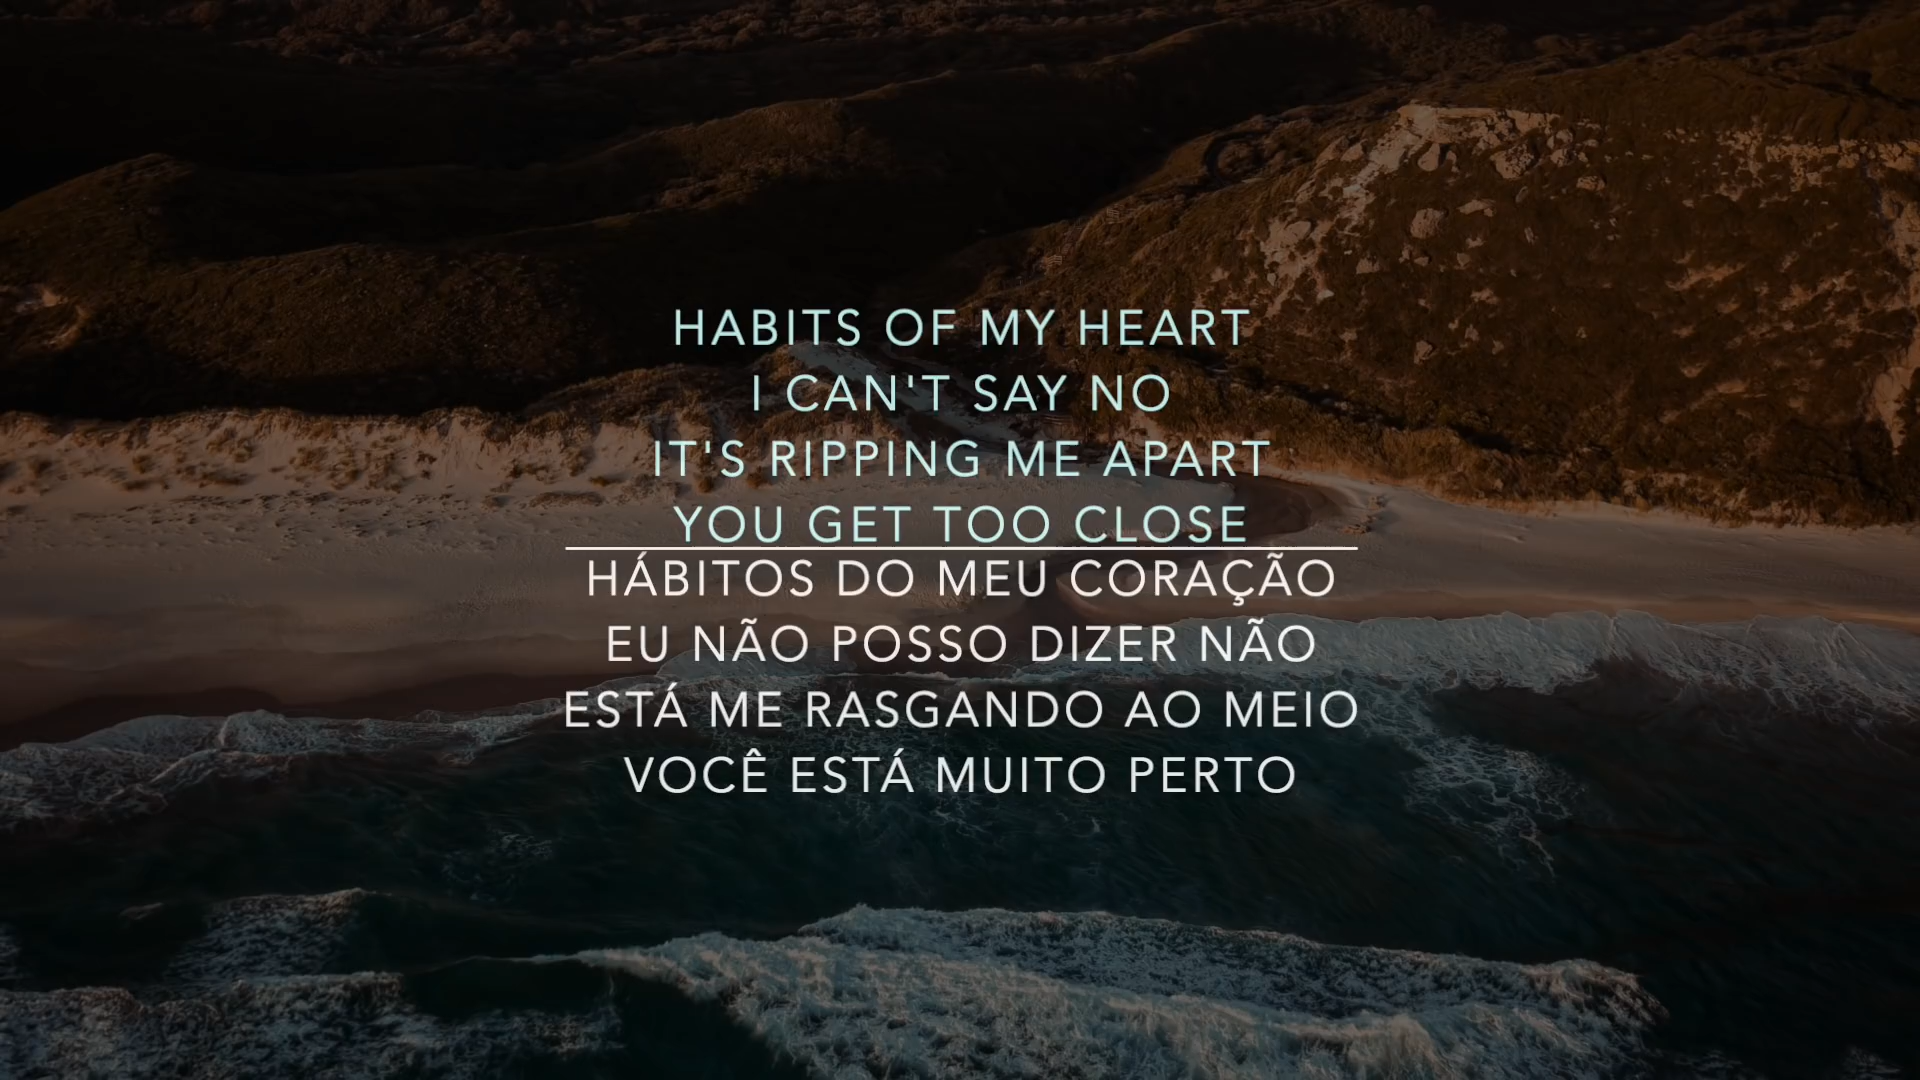 HABITS OF MY HEART
I CAN'T SAY NO
IT'S RIPPING ME APART
YOU GET TOO CLOSE
HÁBITOS DO MEU CORAÇÃO
EU NÃO POSSO DIZER NÃO
ESTÁ ME RASGANDO AO MEIO
VOCÊ ESTÁ MUITO PERTO